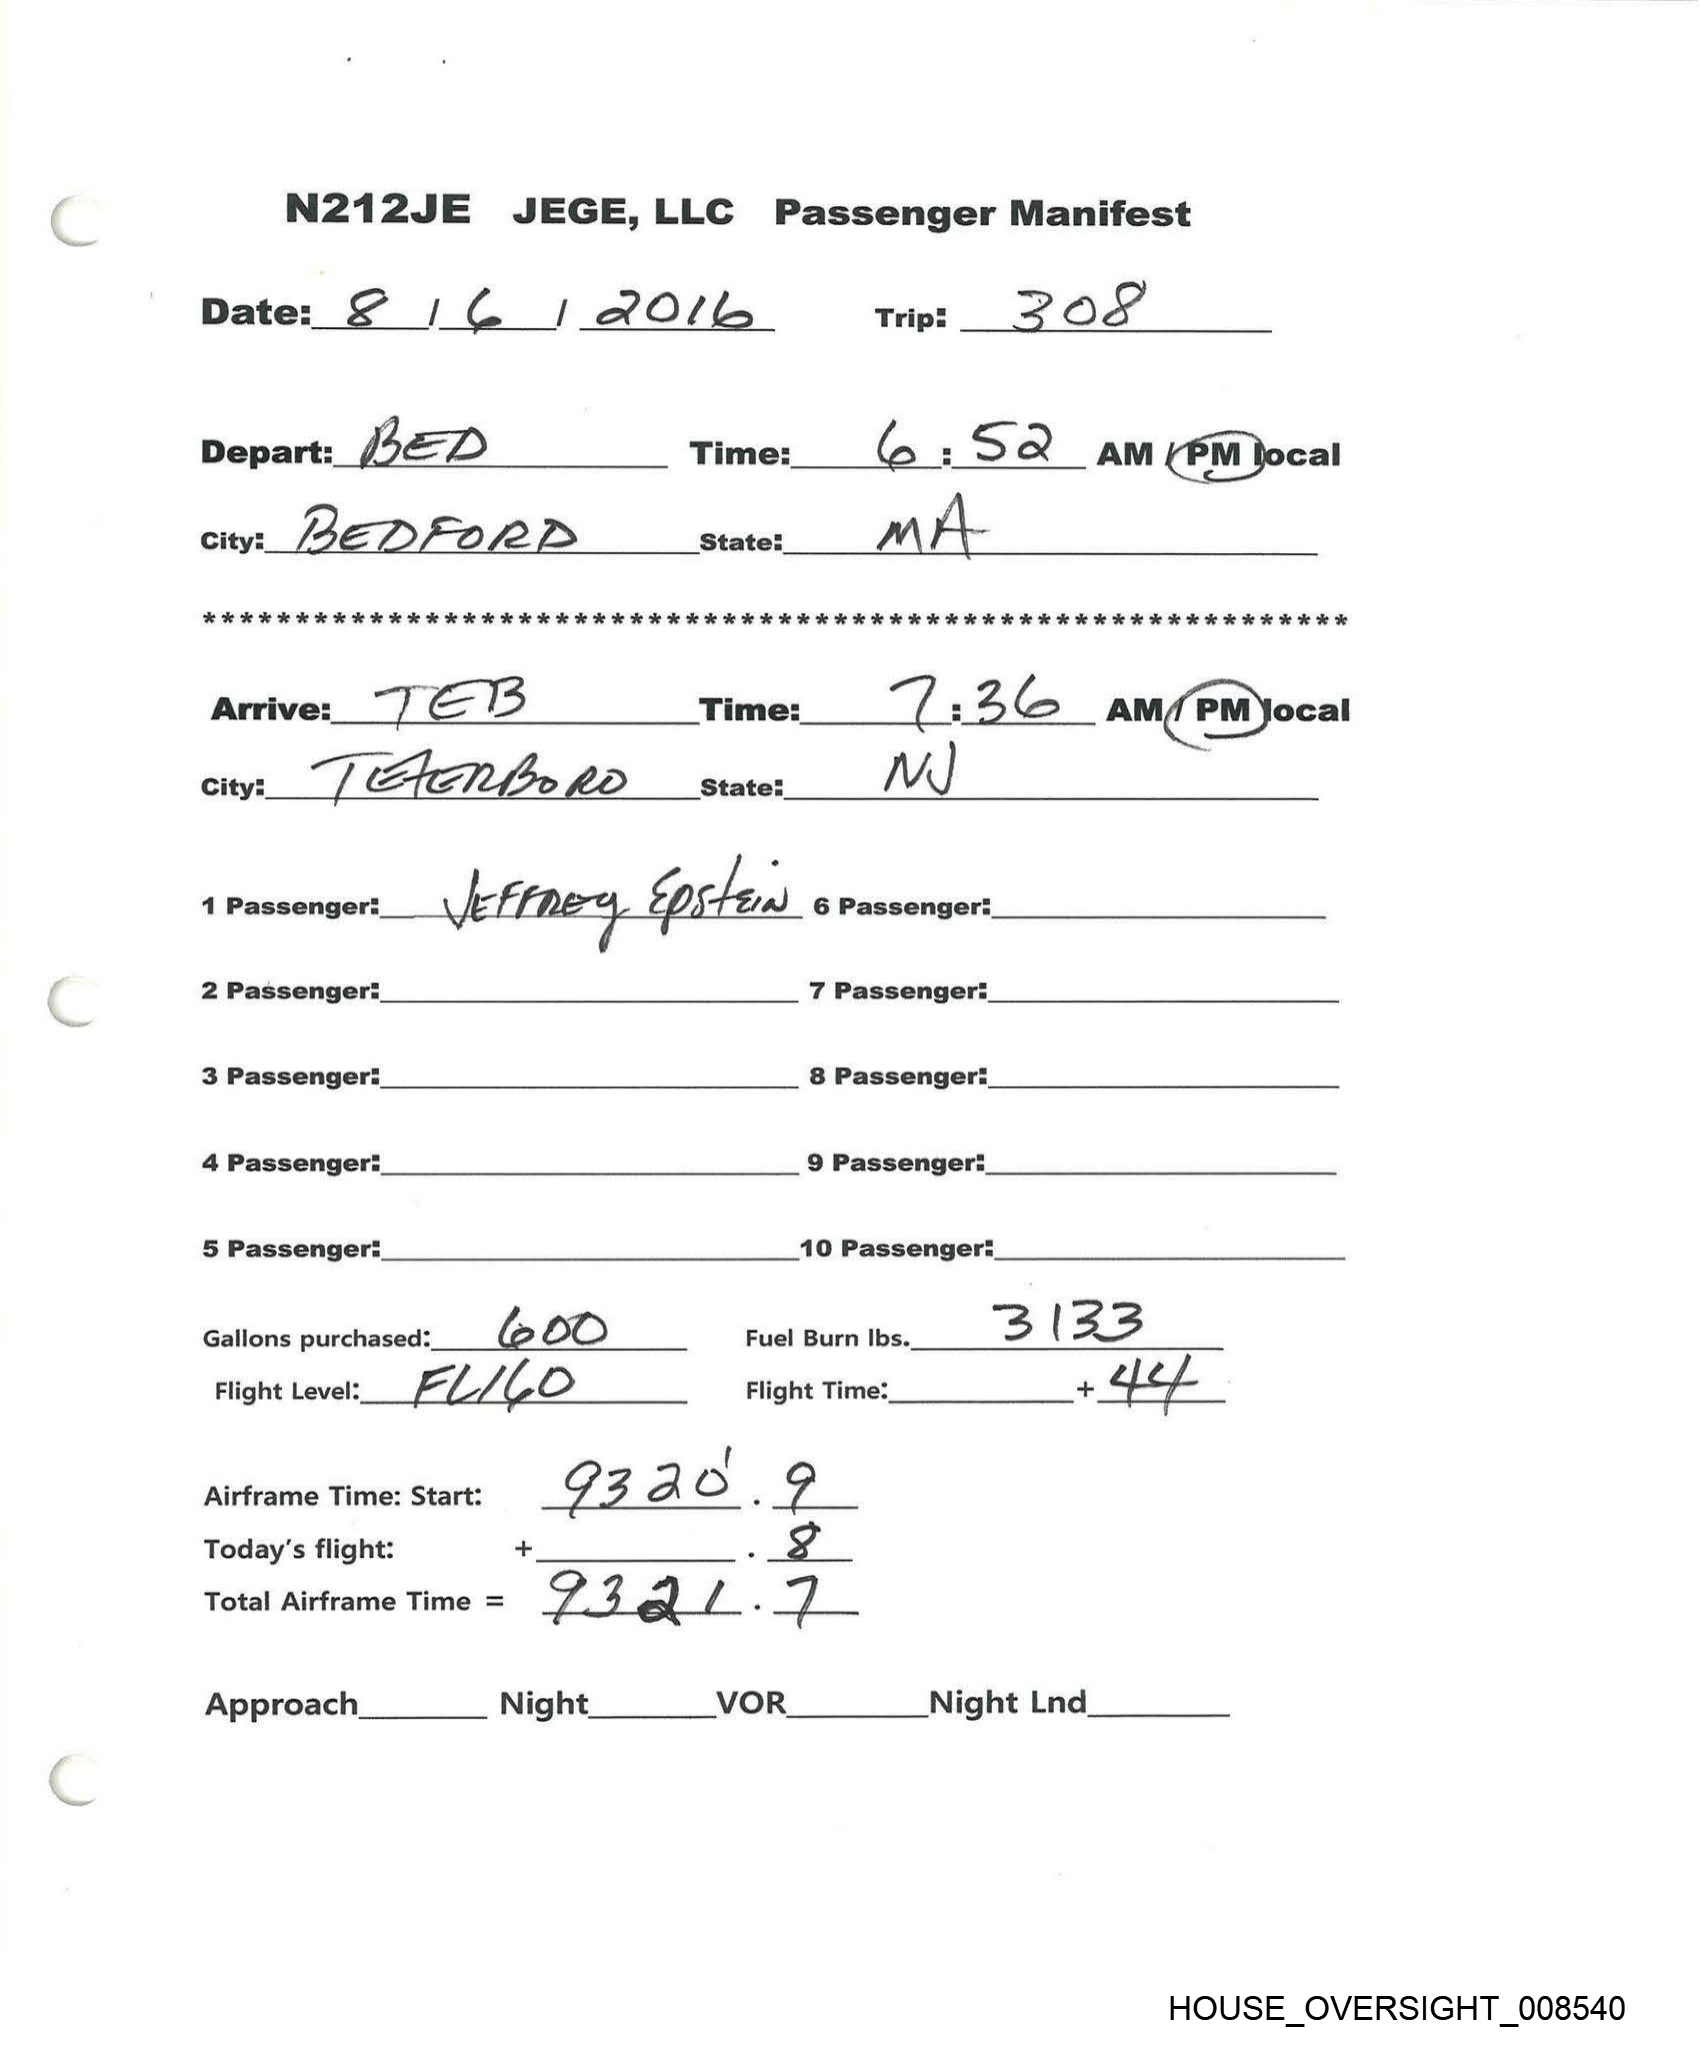 N212JE JEGE, LLC Passenger Manifest
Date: 8 / 6 / 2016 Trip: 308
Depart: BED Time: 6 : 52 AM / PM local
City: BEDFORD State: MA
**************************************************************
Arrive: TEB Time: 7 : 36 AM / PM local
City: TETERBORO State: NJ
1 Passenger: JEFFREY EPSTEIN 6 Passenger:
2 Passenger: 7 Passenger:
3 Passenger: 8 Passenger:
4 Passenger: 9 Passenger:
5 Passenger: 10 Passenger:
Gallons purchased: 600 Fuel Burn lbs. 3133
Flight Level: FL160 Flight Time: + 44
Airframe Time: Start: 9320 . 9
Today's flight: + . 8
Total Airframe Time = 9321 . 7
Approach Night VOR Night Lnd
HOUSE_OVERSIGHT_008540